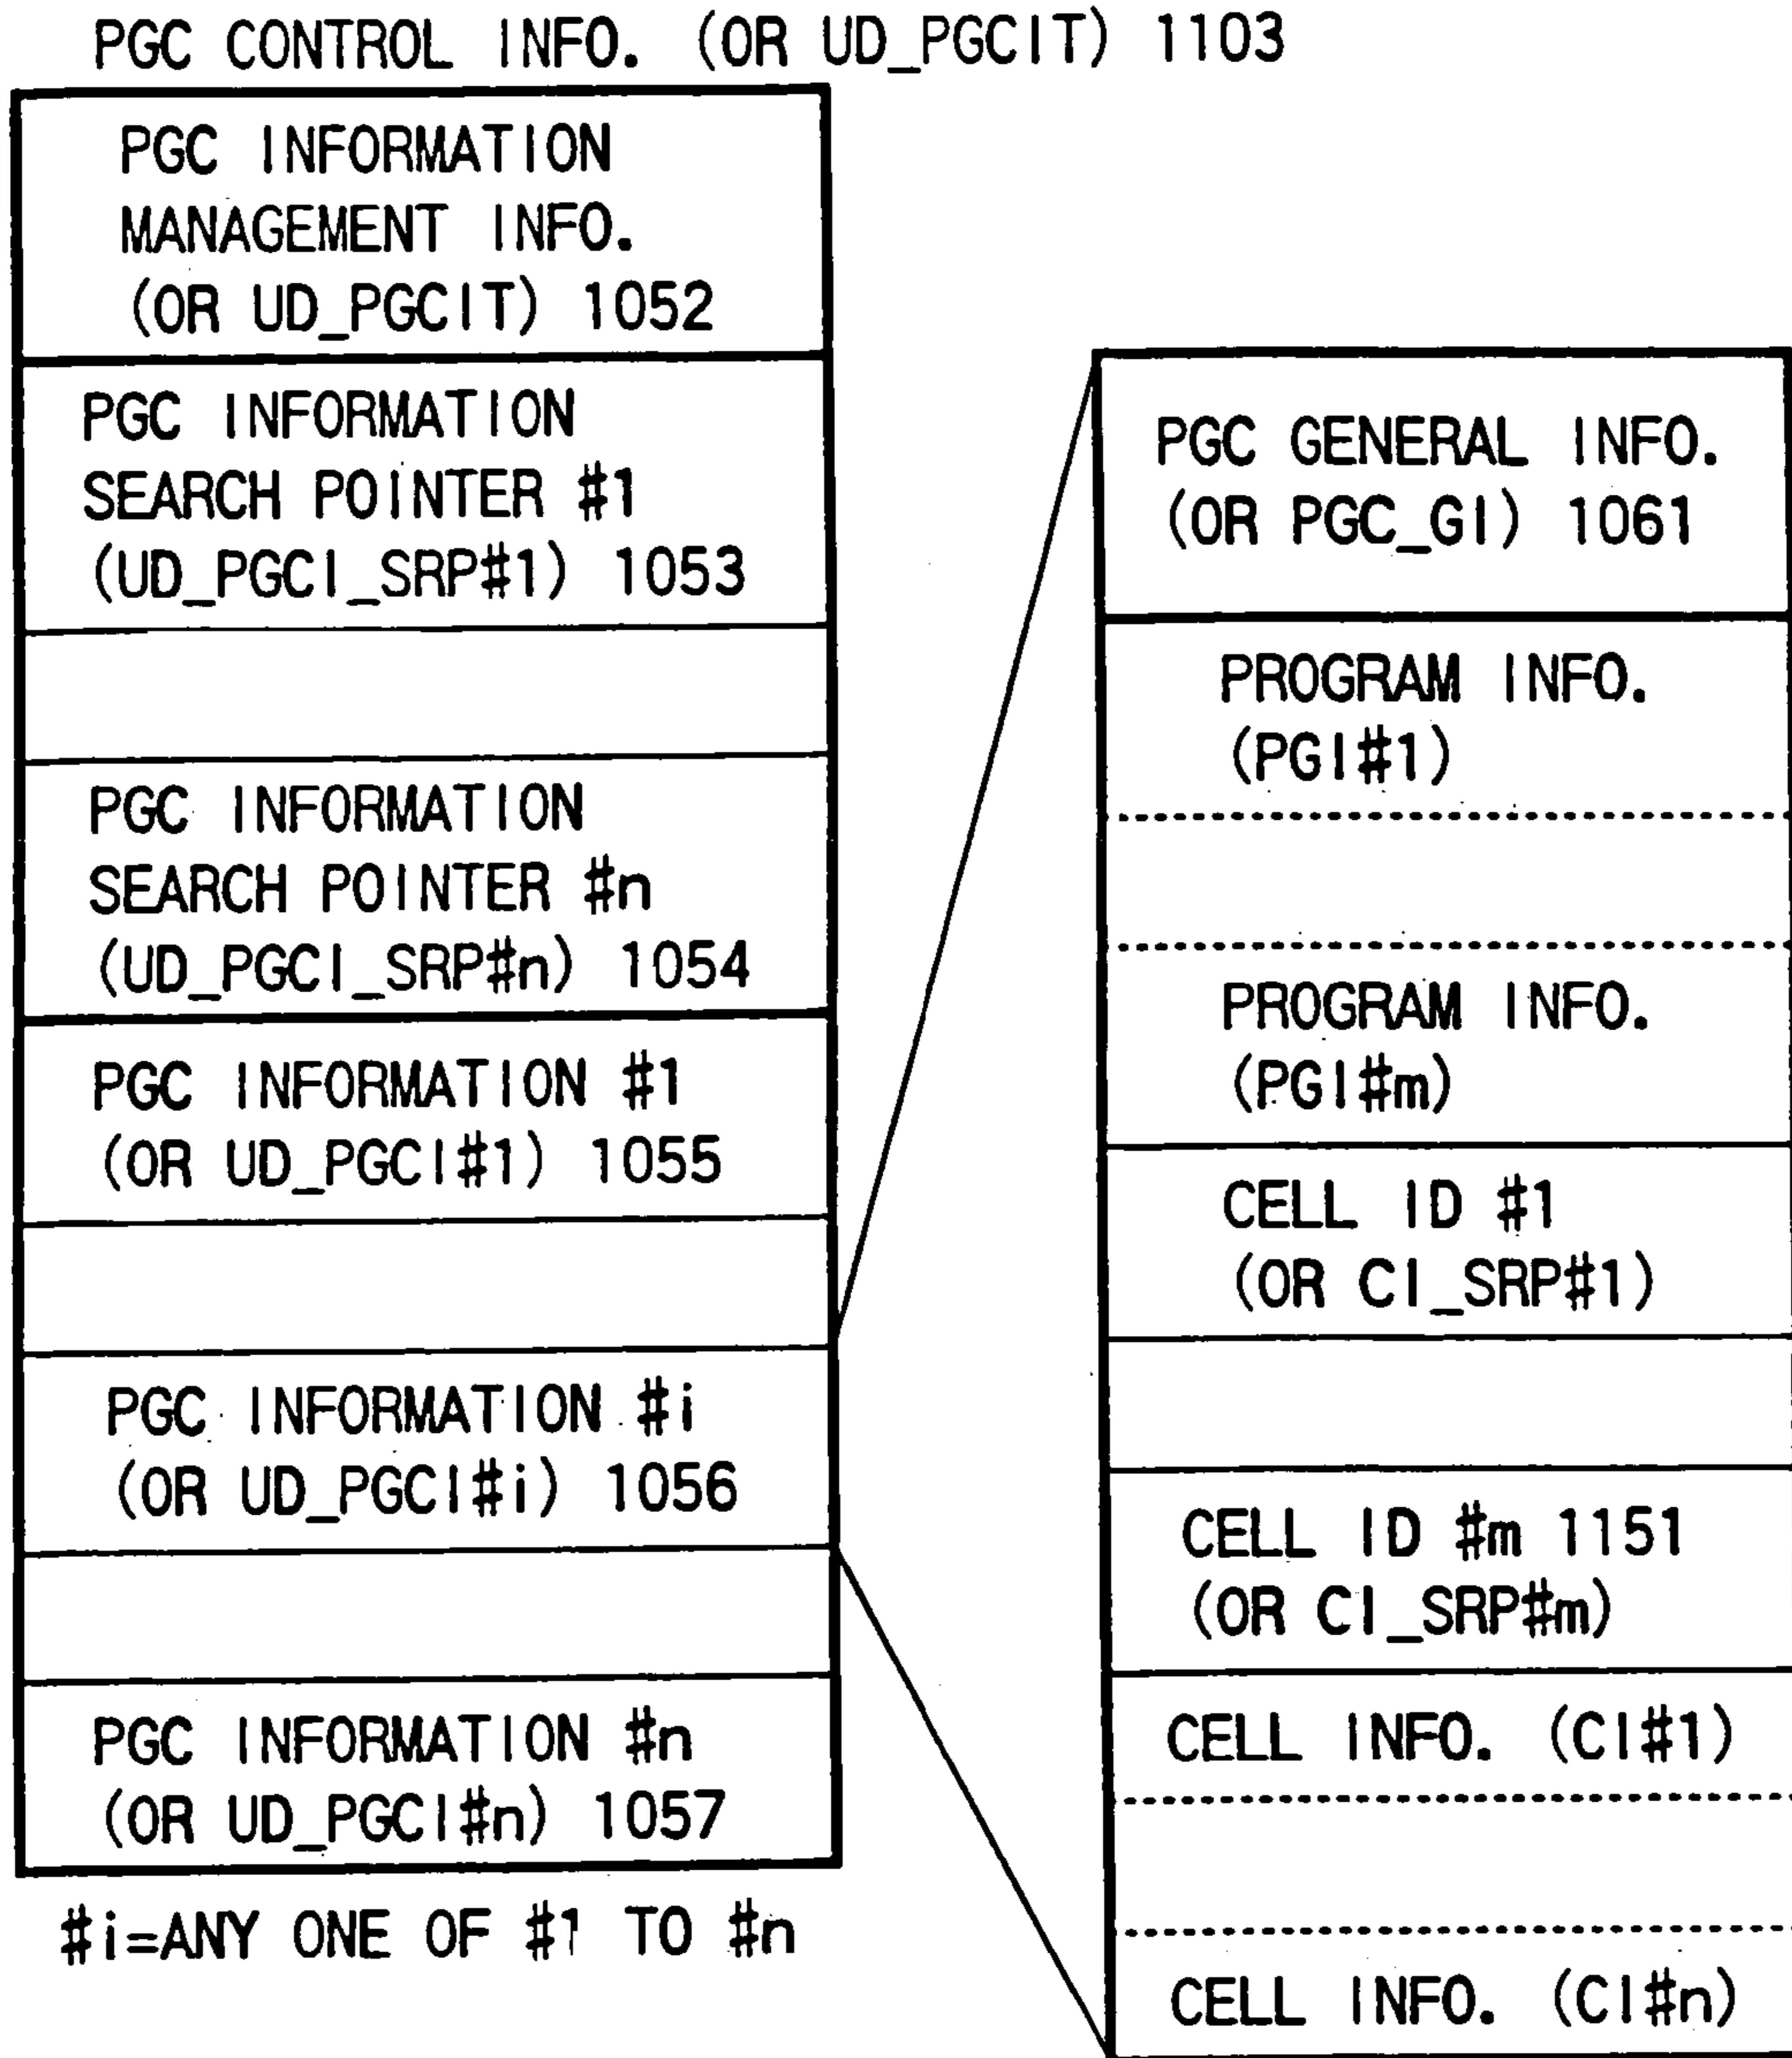 PGC CONTROL INFO. (OR UD_PGCIT) 1103
PGC INFORMATION
MANAGEMENT INFO.
(OR UD_PGCIT) 1052
PGC INFORMATION
SEARCH POINTER #1
(UD_PGCI_SRP#1) 1053
PGC INFORMATION
SEARCH POINTER #n
(UD_PGCI_SRP#n) 1054
PGC INFORMATION #1
(OR UD_PGCI#1) 1055
PGC INFORMATION #i
(OR UD_PGCI#i) 1056
PGC INFORMATION #n
(OR UD_PGCI#n) 1057
#i=ANY ONE OF #1 TO #n
PGC GENERAL INFO.
(OR PGC_GI) 1061
PROGRAM INFO.
(PGI#1)
PROGRAM INFO.
(PGI#m)
CELL ID #1
(OR CI_SRP#1)
CELL ID #m 1151
(OR CI_SRP#m)
CELL INFO. (CI#1)
CELL INFO. (CI#n)